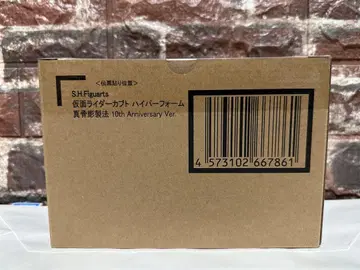 <伝票貼り位置>
S.H.Figuarts
仮面ライダーカブト ハイパーフォーム
真骨彫製法 10th Anniversary Ver.
4 573102 667861